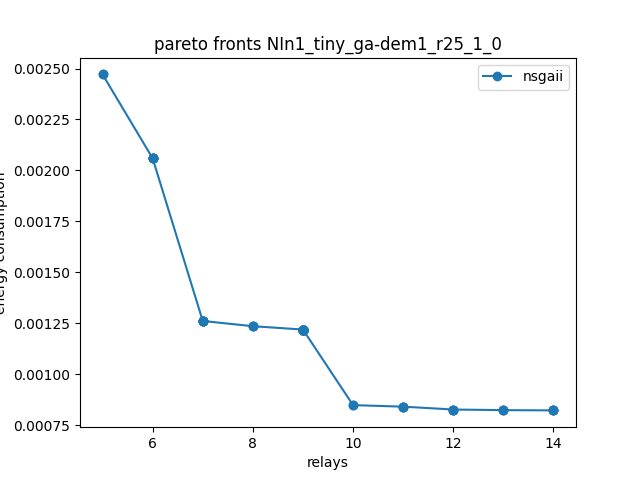 pareto fronts NIn1_tiny_ga-dem1_r25_1_0
nsgaii
0.00250
0.00225
0.00200
0.00175
0.00150
0.00125
0.00100
0.00075
energy consumption
6 8 10 12 14
relays